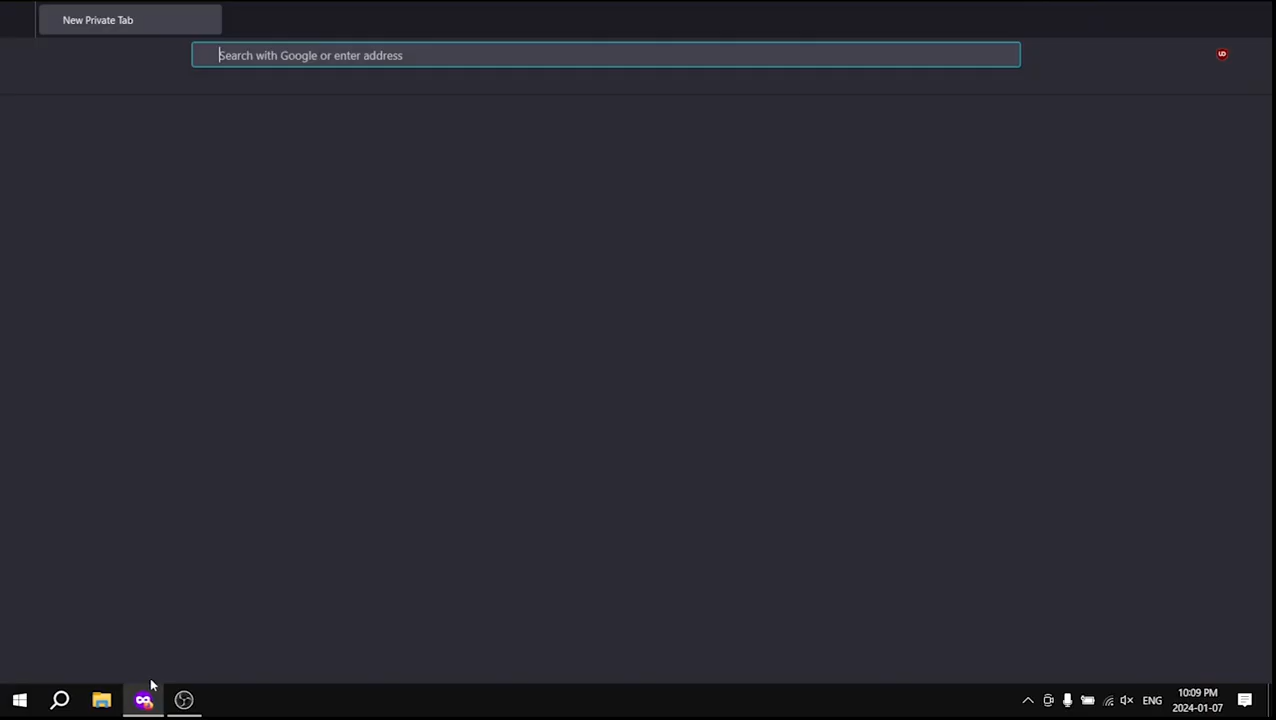 New Private Tab
Search with Google or enter address
ENG
10:09 PM
2024-01-07